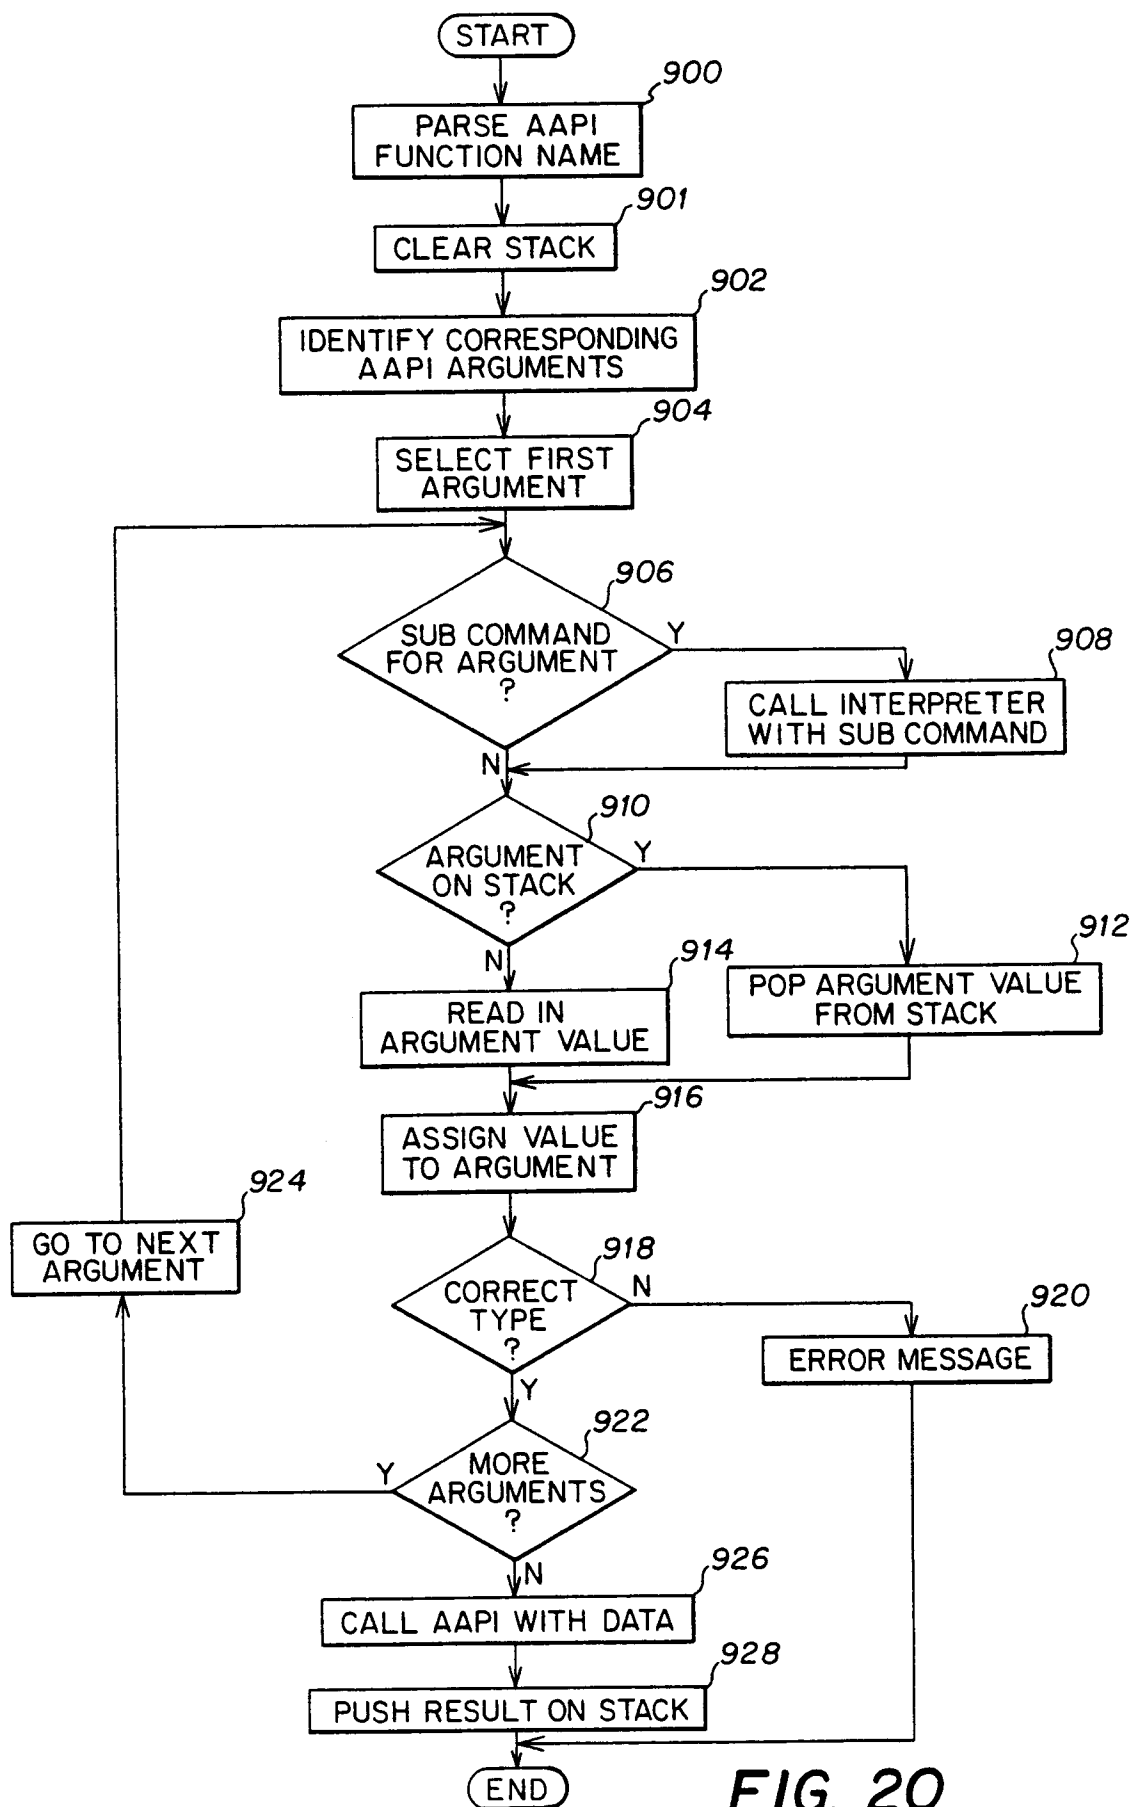 START
900
PARSE AAPI
FUNCTION NAME
901
CLEAR STACK
902
IDENTIFY CORRESPONDING
AAPI ARGUMENTS
904
SELECT FIRST
ARGUMENT
906
SUB COMMAND
FOR ARGUMENT
?
Y
908
CALL INTERPRETER
WITH SUB COMMAND
N
910
ARGUMENT
ON STACK
?
Y
912
POP ARGUMENT VALUE
FROM STACK
N
914
READ IN
ARGUMENT VALUE
916
ASSIGN VALUE
TO ARGUMENT
924
GO TO NEXT
ARGUMENT
918
CORRECT
TYPE
?
N
920
ERROR MESSAGE
Y
922
MORE
ARGUMENTS
?
Y
N
926
CALL AAPI WITH DATA
928
PUSH RESULT ON STACK
END
FIG. 20